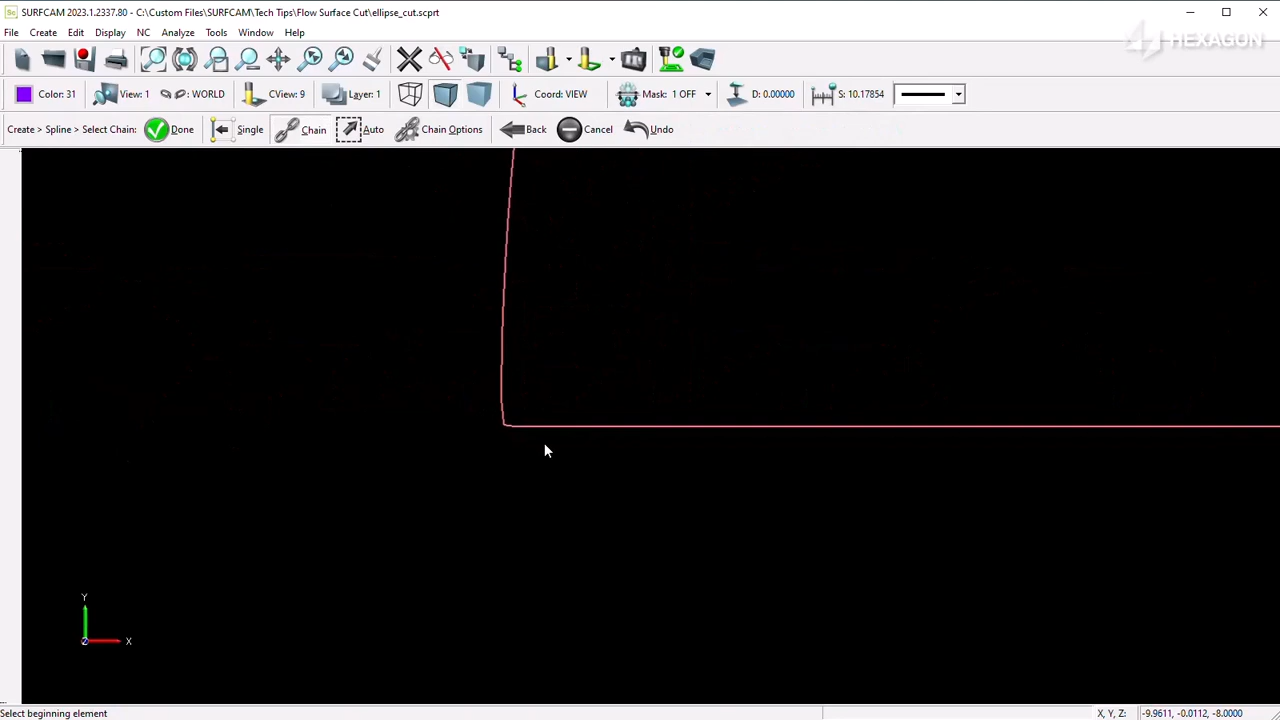 SURFCAM 2023.1.2337.80 - C:\Custom Files\SURFCAM\Tech Tips\Flow Surface Cut\ellipse_cut.scprt
HEXAGON
File Create Edit Display NC Analyze Tools Window Help
Color: 31 View: 1 : WORLD CView: 9 Layer: 1 Coord: VIEW Mask: 1 OFF D: 0.00000 S: 10.17854
Create > Spline > Select Chain: Done Single Chain Auto Chain Options Back Cancel Undo
Y
Z X
Select beginning element X, Y, Z: -9.9611, -0.0112, -8.0000